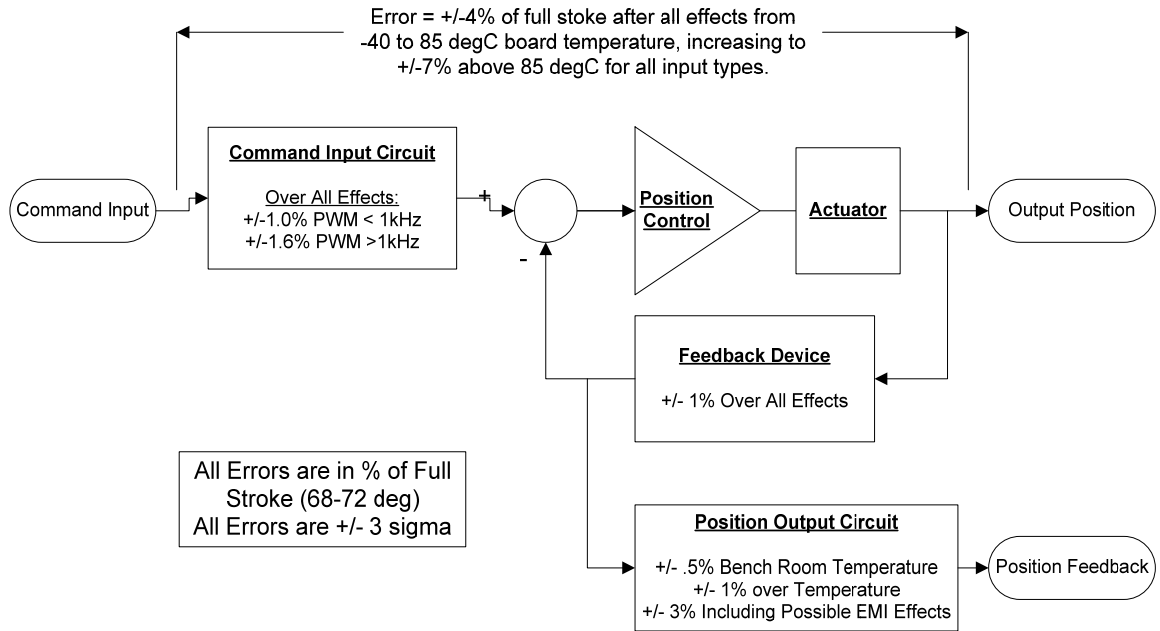 Error = +/-4% of full stoke after all effects from
-40 to 85 degC board temperature, increasing to
+/-7% above 85 degC for all input types.
Command Input
Command Input Circuit
Over All Effects:
+/-1.0% PWM < 1kHz
+/-1.6% PWM >1kHz
+
-
Position
Control
Actuator
Output Position
Feedback Device
+/- 1% Over All Effects
All Errors are in % of Full
Stroke (68-72 deg)
All Errors are +/- 3 sigma
Position Output Circuit
+/- .5% Bench Room Temperature
+/- 1% over Temperature
+/- 3% Including Possible EMI Effects
Position Feedback